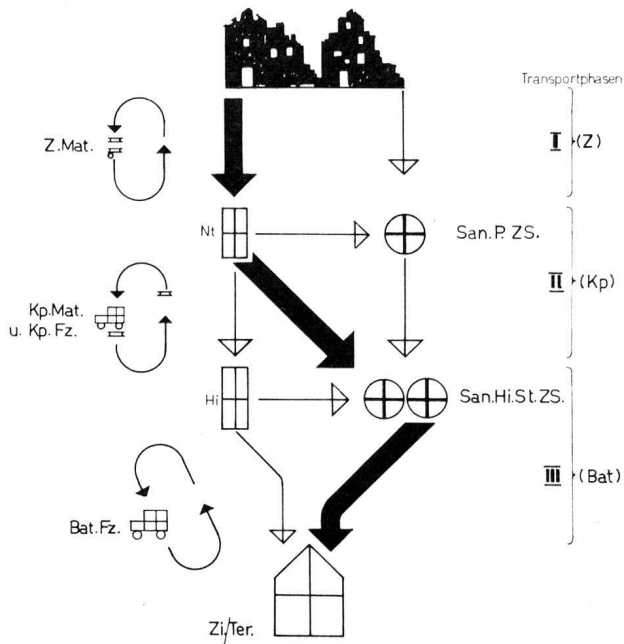 Transportphasen
Z.Mat.
I (Z)
Nt
San.P. ZS.
Kp.Mat.
u. Kp. Fz.
II (Kp)
Hi
San.Hi.St.ZS.
III (Bat)
Bat.Fz.
Zi/Ter.